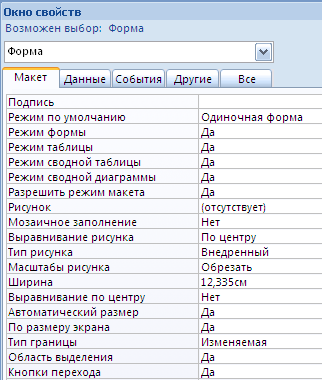 Окно свойств
Возможен выбор: Форма
Форма
Макет Данные События Другие Все
Подпись
Режим по умолчанию Одиночная форма
Режим формы Да
Режим таблицы Да
Режим сводной таблицы Да
Режим сводной диаграммы Да
Разрешить режим макета Да
Рисунок (отсутствует)
Мозаичное заполнение Нет
Выравнивание рисунка По центру
Тип рисунка Внедренный
Масштабы рисунка Обрезать
Ширина 12,335см
Выравнивание по центру Нет
Автоматический размер Да
По размеру экрана Да
Тип границы Изменяемая
Область выделения Да
Кнопки перехода Да